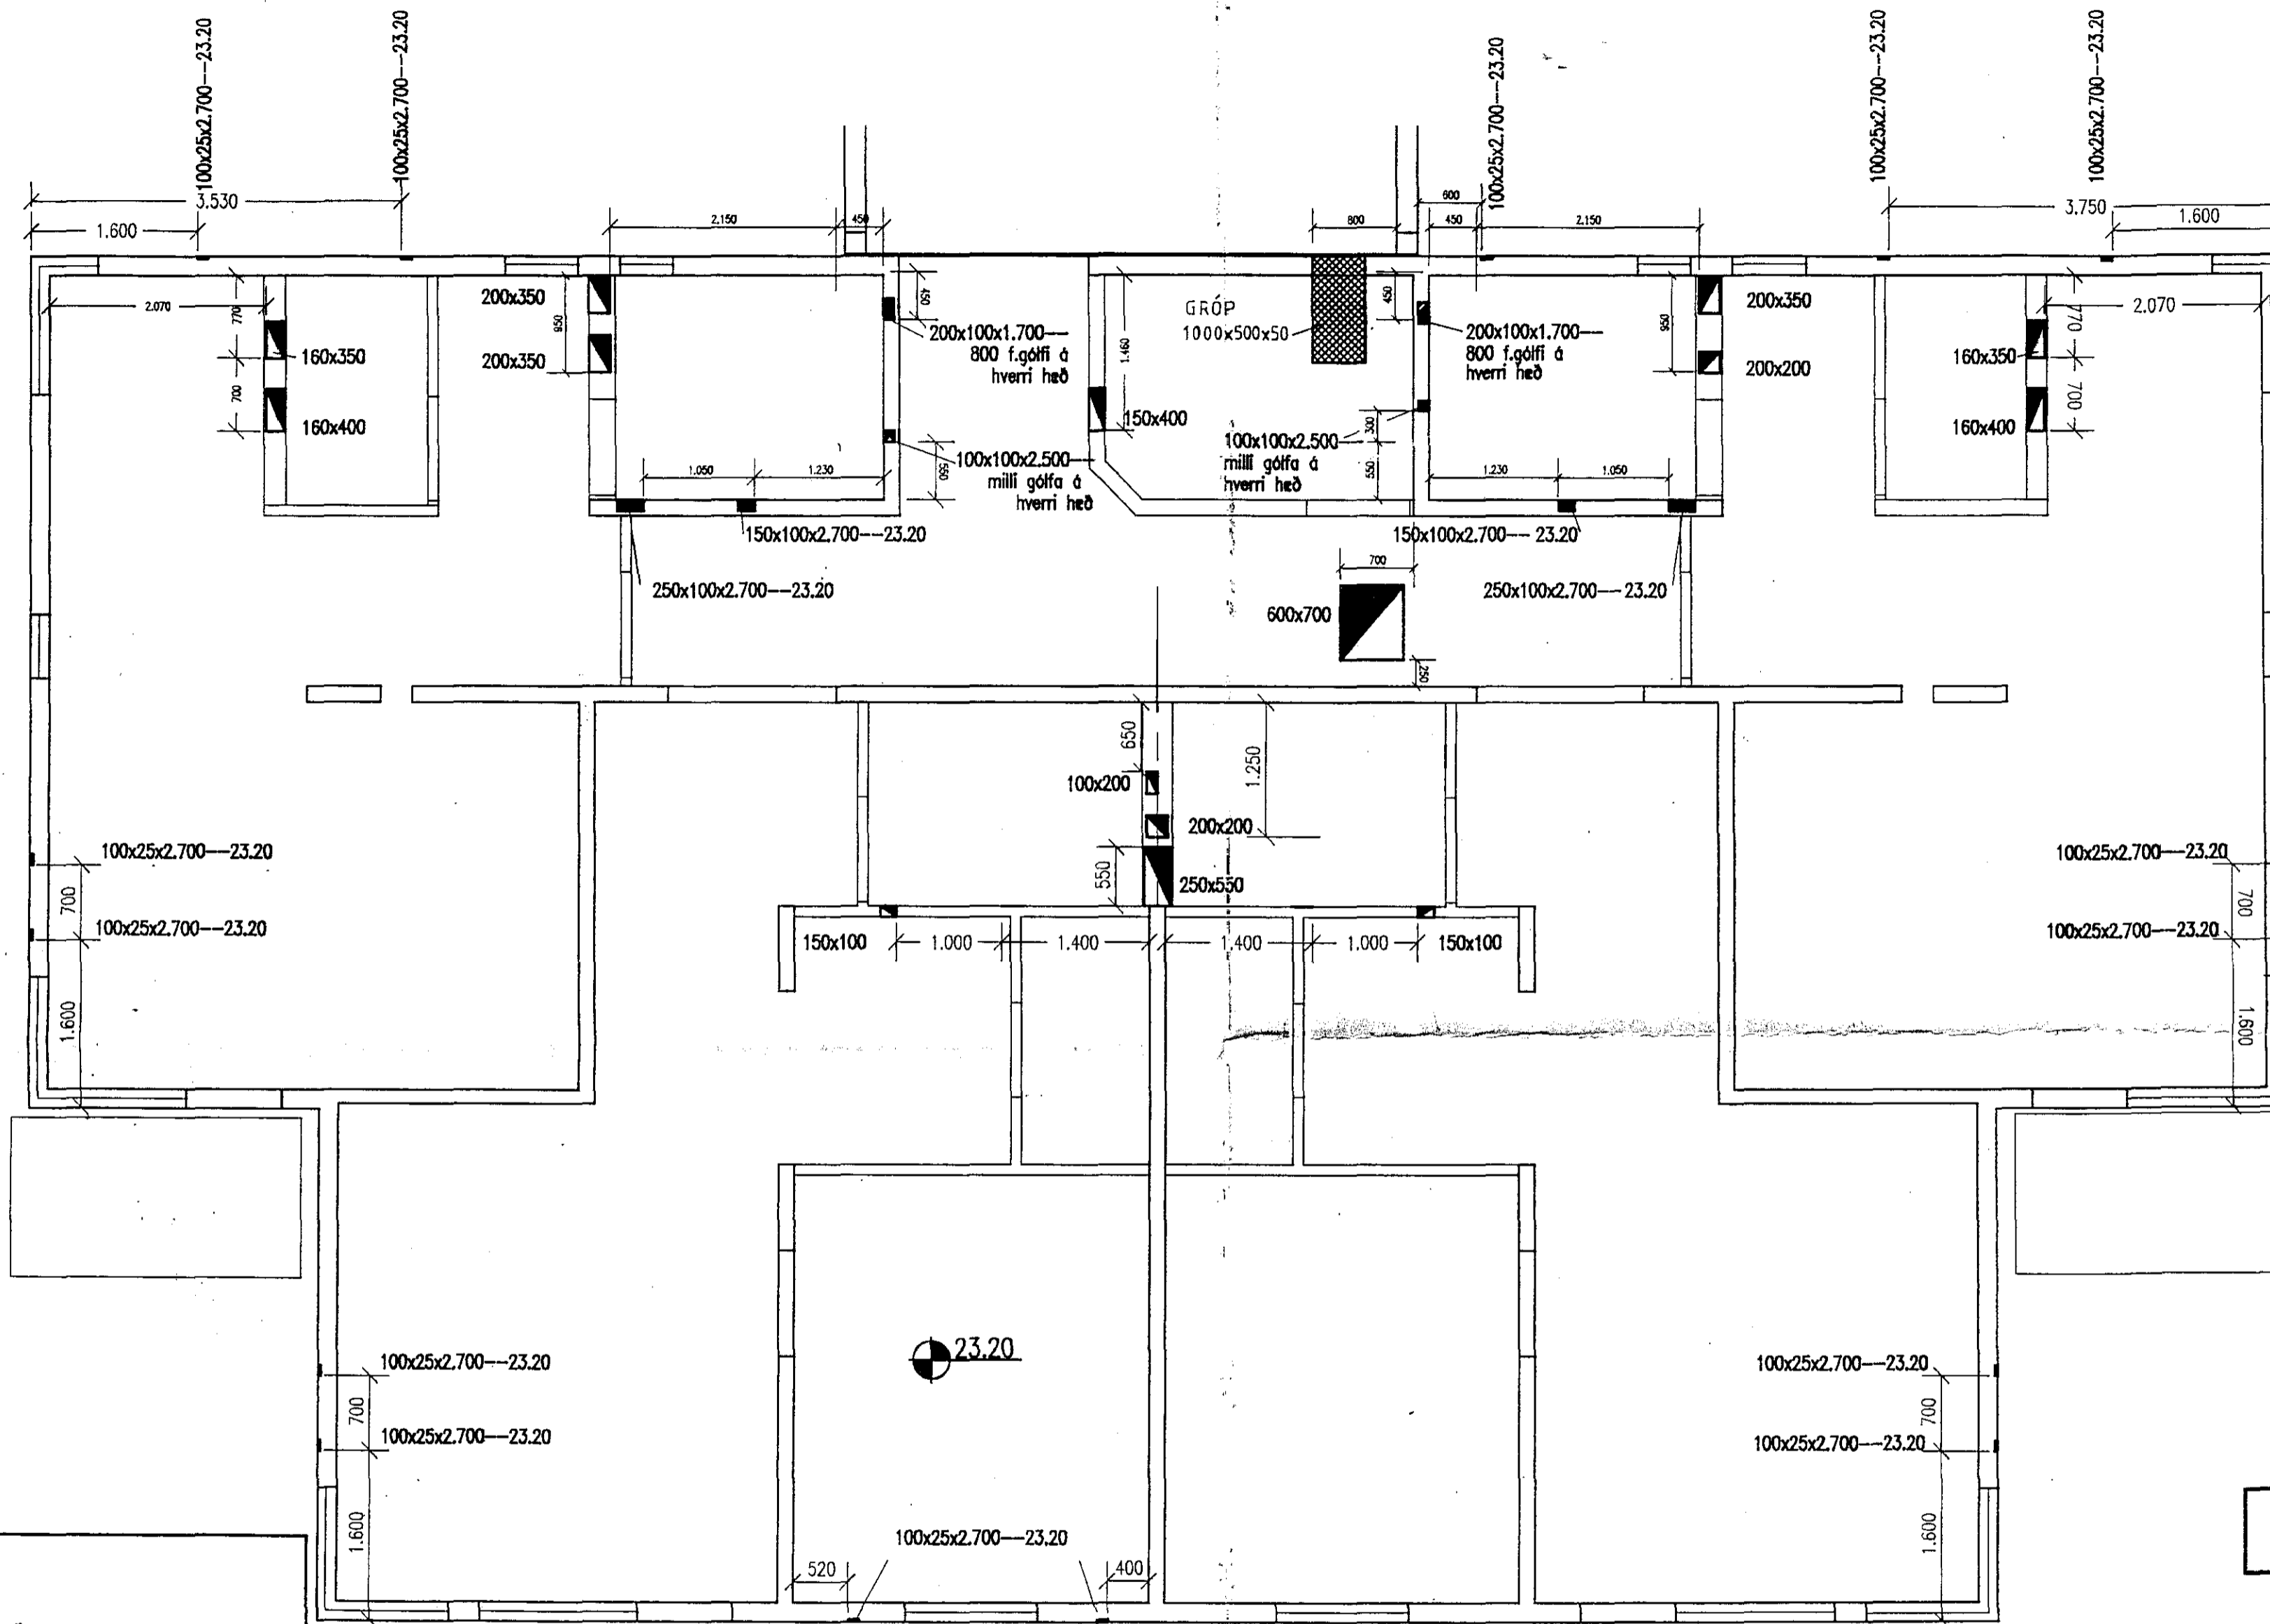 100x25x2.700--23.20
100x25x2.700--23.20
100x25x2.700--23.20
100x25x2.700--23.20
100x25x2.700--23.20
3.530
1.600
2.150
450
800
600
450
2.150
3.750
1.600
2.070
770
700
160x350
160x400
200x350
200x350
950
450
200x100x1.700--
800 f.gólfi á
hverri hæð
100x100x2.500--
milli gólfa á
hverri hæð
550
1.050
1.230
150x100x2.700--23.20
250x100x2.700--23.20
1.460
150x400
GRÓP
1000x500x50
450
200x100x1.700--
800 f.gólfi á
hverri hæð
300
100x100x2.500--
milli gólfa á
hverri hæð
550
1.230
1.050
150x100x2.700--23.20
250x100x2.700--23.20
950
200x350
200x200
160x350
160x400
770
700
2.070
700
600x700
250
650
100x200
1.250
200x200
550
250x550
150x100
1.000
1.400
1.400
1.000
150x100
100x25x2.700--23.20
700
100x25x2.700--23.20
1.600
100x25x2.700--23.20
700
100x25x2.700--23.20
1.600
23.20
100x25x2.700--23.20
700
100x25x2.700--23.20
1.600
100x25x2.700--23.20
700
100x25x2.700--23.20
1.600
100x25x2.700--23.20
520
400